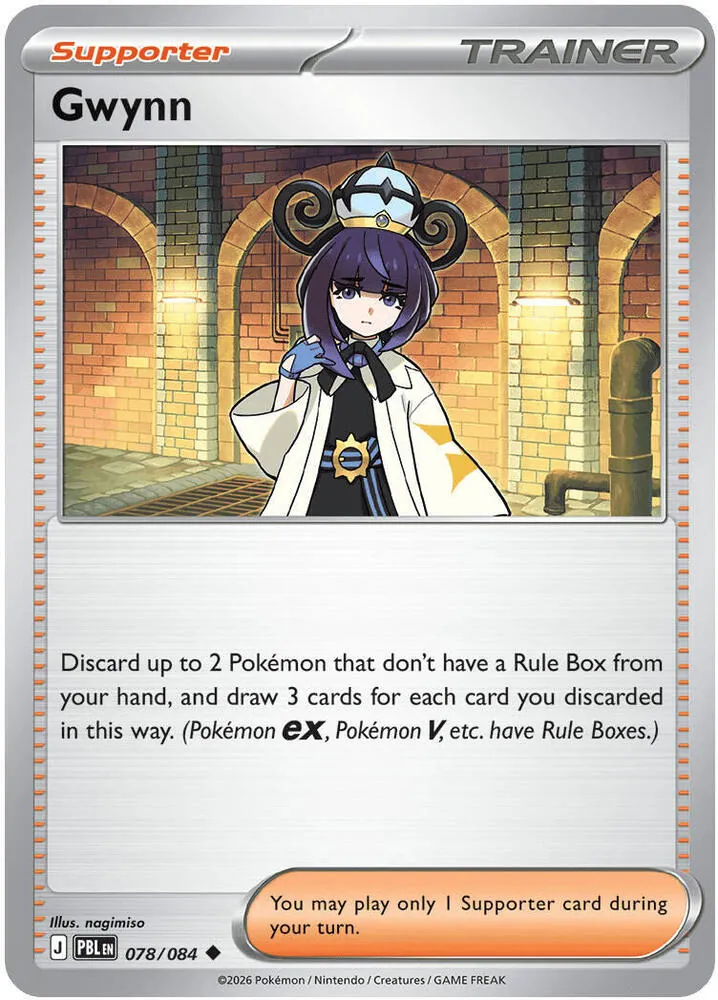 Supporter
TRAINER
Gwynn
Discard up to 2 Pokémon that don't have a Rule Box from
your hand, and draw 3 cards for each card you discarded
in this way. (Pokémon ex, Pokémon V, etc. have Rule Boxes.)
You may play only 1 Supporter card during
your turn.
Illus. nagimiso
J PBL EN 078/084 ◆
©2026 Pokémon / Nintendo / Creatures / GAME FREAK